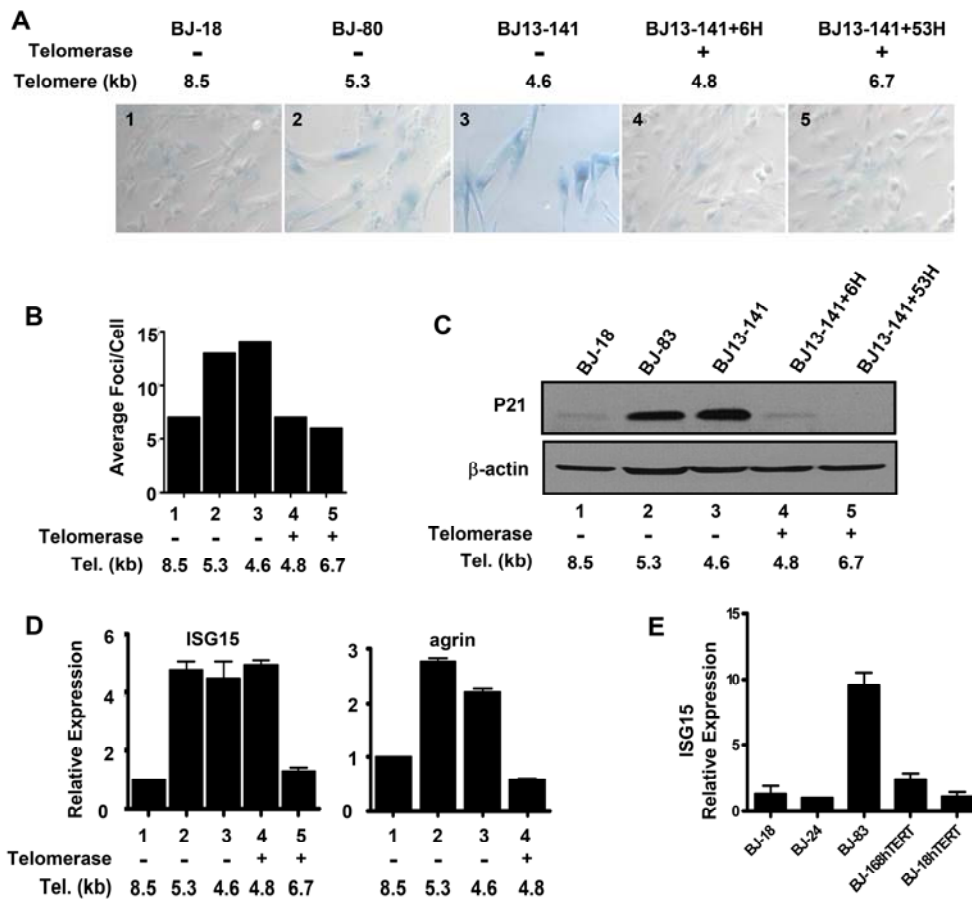 A
BJ-18 BJ-80 BJ13-141 BJ13-141+6H BJ13-141+53H
Telomerase - - - + +
Telomere (kb) 8.5 5.3 4.6 4.8 6.7
1 2 3 4 5
B
Average Foci/Cell
15
10
5
0
1 2 3 4 5
Telomerase - - - + +
Tel. (kb) 8.5 5.3 4.6 4.8 6.7
C
BJ-18 BJ-83 BJ13-141 BJ13-141+6H BJ13-141+53H
P21
β-actin
1 2 3 4 5
Telomerase - - - + +
Tel. (kb) 8.5 5.3 4.6 4.8 6.7
D
ISG15
Relative Expression
6
4
2
0
1 2 3 4 5
Telomerase - - - + +
Tel. (kb) 8.5 5.3 4.6 4.8 6.7
agrin
3
2
1
0
1 2 3 4
- - - +
8.5 5.3 4.6 4.8
E
ISG15
Relative Expression
15
10
5
0
BJ-18 BJ-24 BJ-83 BJ-168hTERT BJ-18hTERT